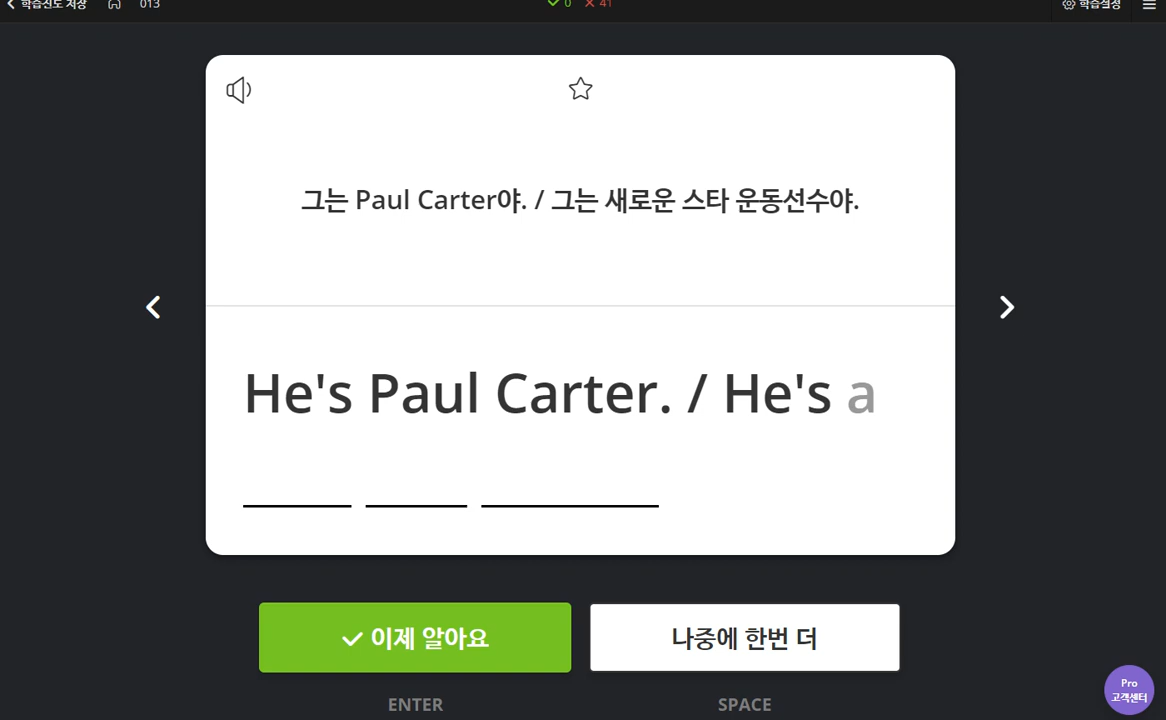 학습진도 저장 013 0 41 학습설정
그는 Paul Carter야. / 그는 새로운 스타 운동선수야.
He's Paul Carter. / He's a
이제 알아요 나중에 한번 더
ENTER SPACE
Pro
고객센터